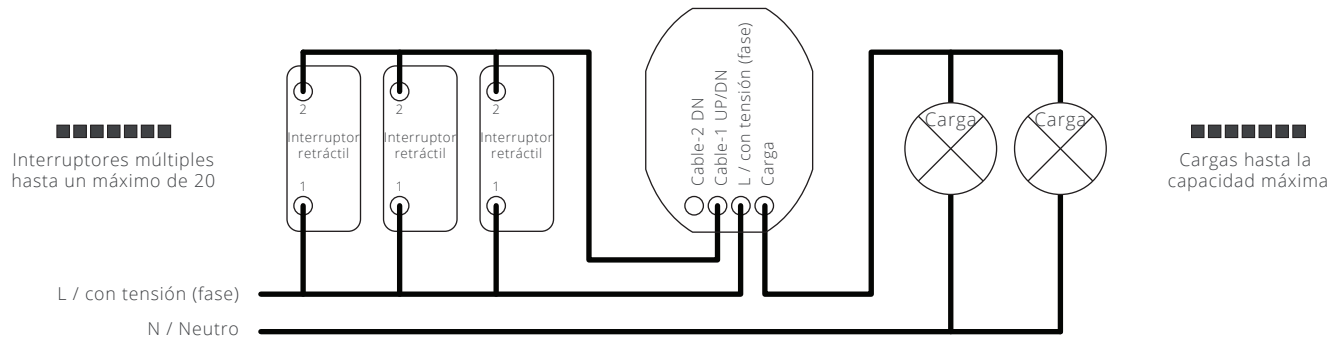 2
Interruptor
retráctil
1
2
Interruptor
retráctil
1
2
Interruptor
retráctil
1
Cable-2 DN
Cable-1 UP/DN
L / con tensión (fase)
Carga
Carga
Carga
Interruptores múltiples
hasta un máximo de 20
Cargas hasta la
capacidad máxima
L / con tensión (fase)
N / Neutro